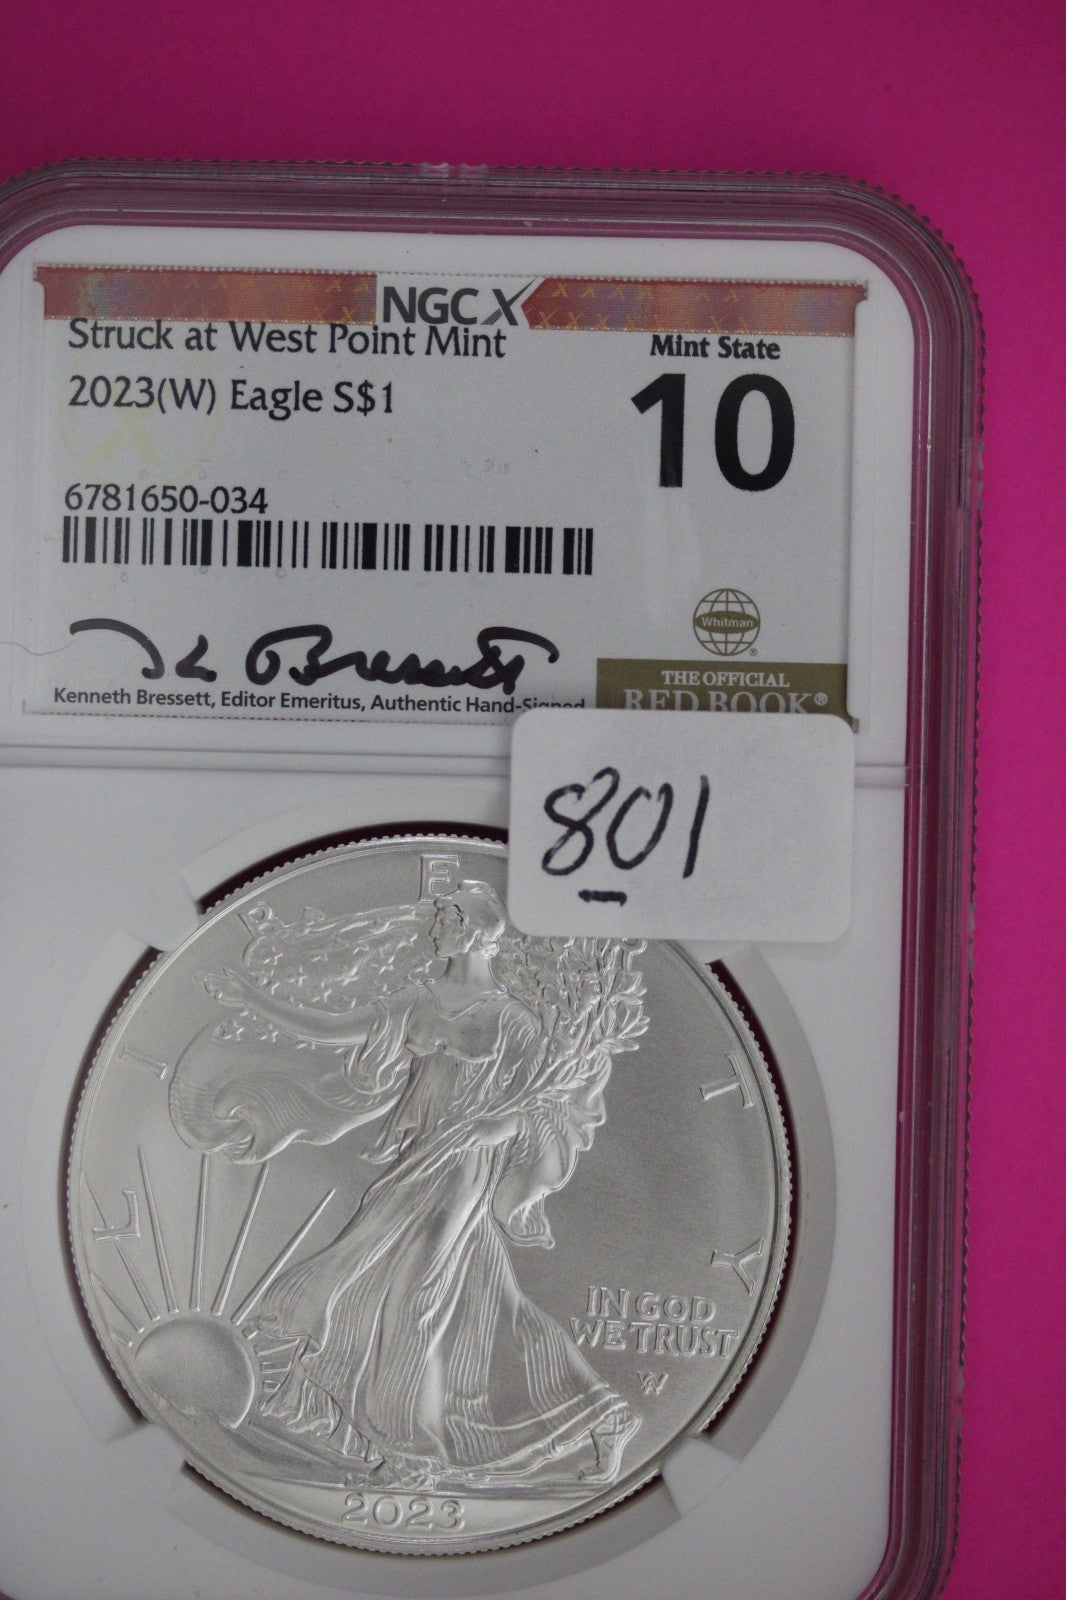 NGCX
Struck at West Point Mint
2023(W) Eagle S$1
Mint State
10
6781650-034
Kenneth Bressett, Editor Emeritus, Authentic Hand-Signed
Whitman
®
THE OFFICIAL
RED BOOK®
801
LIBERTY
IN GOD
WE TRUST
W
2023